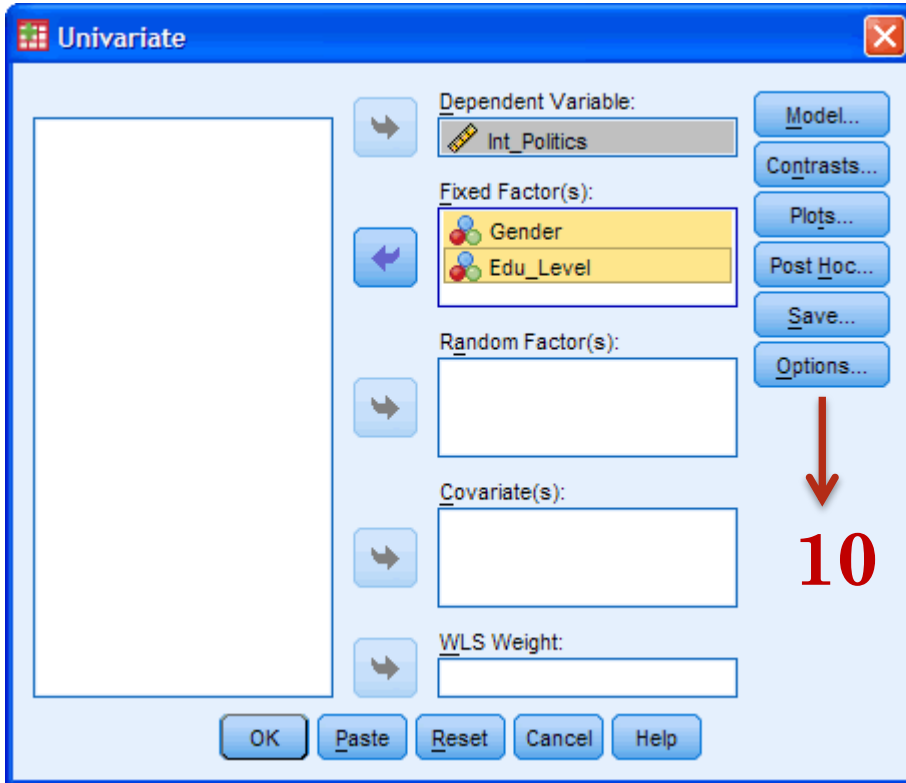 Univariate
Dependent Variable:
Int_Politics
Fixed Factor(s):
Gender
Edu_Level
Random Factor(s):
Covariate(s):
WLS Weight:
Model...
Contrasts...
Plots...
Post Hoc...
Save...
Options...
10
OK
Paste
Reset
Cancel
Help